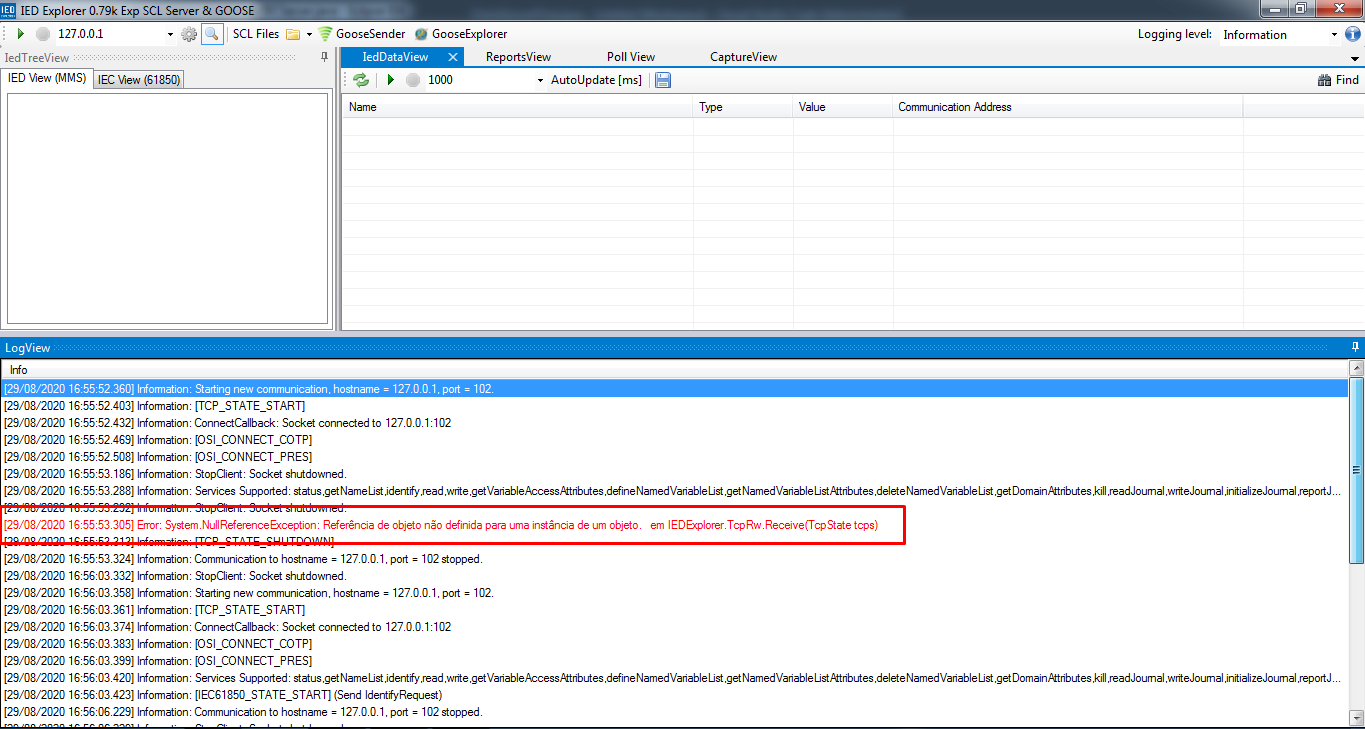 IED Explorer 0.79k Exp SCL Server & GOOSE
127.0.0.1 SCL Files GooseSender GooseExplorer Logging level: Information
IedTreeView
IED View (MMS) IEC View (61850)
IedDataView ReportsView Poll View CaptureView
1000 AutoUpdate [ms] Find
Name Type Value Communication Address
LogView
Info
[29/08/2020 16:55:52.360] Information: Starting new communication, hostname = 127.0.0.1, port = 102.
[29/08/2020 16:55:52.403] Information: [TCP_STATE_START]
[29/08/2020 16:55:52.432] Information: ConnectCallback: Socket connected to 127.0.0.1:102
[29/08/2020 16:55:52.469] Information: [OSI_CONNECT_COTP]
[29/08/2020 16:55:52.508] Information: [OSI_CONNECT_PRES]
[29/08/2020 16:55:53.186] Information: StopClient: Socket shutdowned.
[29/08/2020 16:55:53.288] Information: Services Supported: status,getNameList,identify,read,write,getVariableAccessAttributes,defineNamedVariableList,getNamedVariableListAttributes,deleteNamedVariableList,getDomainAttributes,kill,readJournal,writeJournal,initializeJournal,reportJ...
[29/08/2020 16:55:53.292] Information: StopClient: Socket shutdowned.
[29/08/2020 16:55:53.305] Error: System.NullReferenceException: Referência de objeto não definida para uma instância de um objeto. em IEDExplorer.TcpRw.Receive(TcpState tcps)
[29/08/2020 16:55:53.313] Information: [TCP_STATE_SHUTDOWN]
[29/08/2020 16:55:53.324] Information: Communication to hostname = 127.0.0.1, port = 102 stopped.
[29/08/2020 16:56:03.332] Information: StopClient: Socket shutdowned.
[29/08/2020 16:56:03.358] Information: Starting new communication, hostname = 127.0.0.1, port = 102.
[29/08/2020 16:56:03.361] Information: [TCP_STATE_START]
[29/08/2020 16:56:03.374] Information: ConnectCallback: Socket connected to 127.0.0.1:102
[29/08/2020 16:56:03.383] Information: [OSI_CONNECT_COTP]
[29/08/2020 16:56:03.399] Information: [OSI_CONNECT_PRES]
[29/08/2020 16:56:03.420] Information: Services Supported: status,getNameList,identify,read,write,getVariableAccessAttributes,defineNamedVariableList,getNamedVariableListAttributes,deleteNamedVariableList,getDomainAttributes,kill,readJournal,writeJournal,initializeJournal,reportJ...
[29/08/2020 16:56:03.423] Information: [IEC61850_STATE_START] (Send IdentifyRequest)
[29/08/2020 16:56:06.229] Information: Communication to hostname = 127.0.0.1, port = 102 stopped.